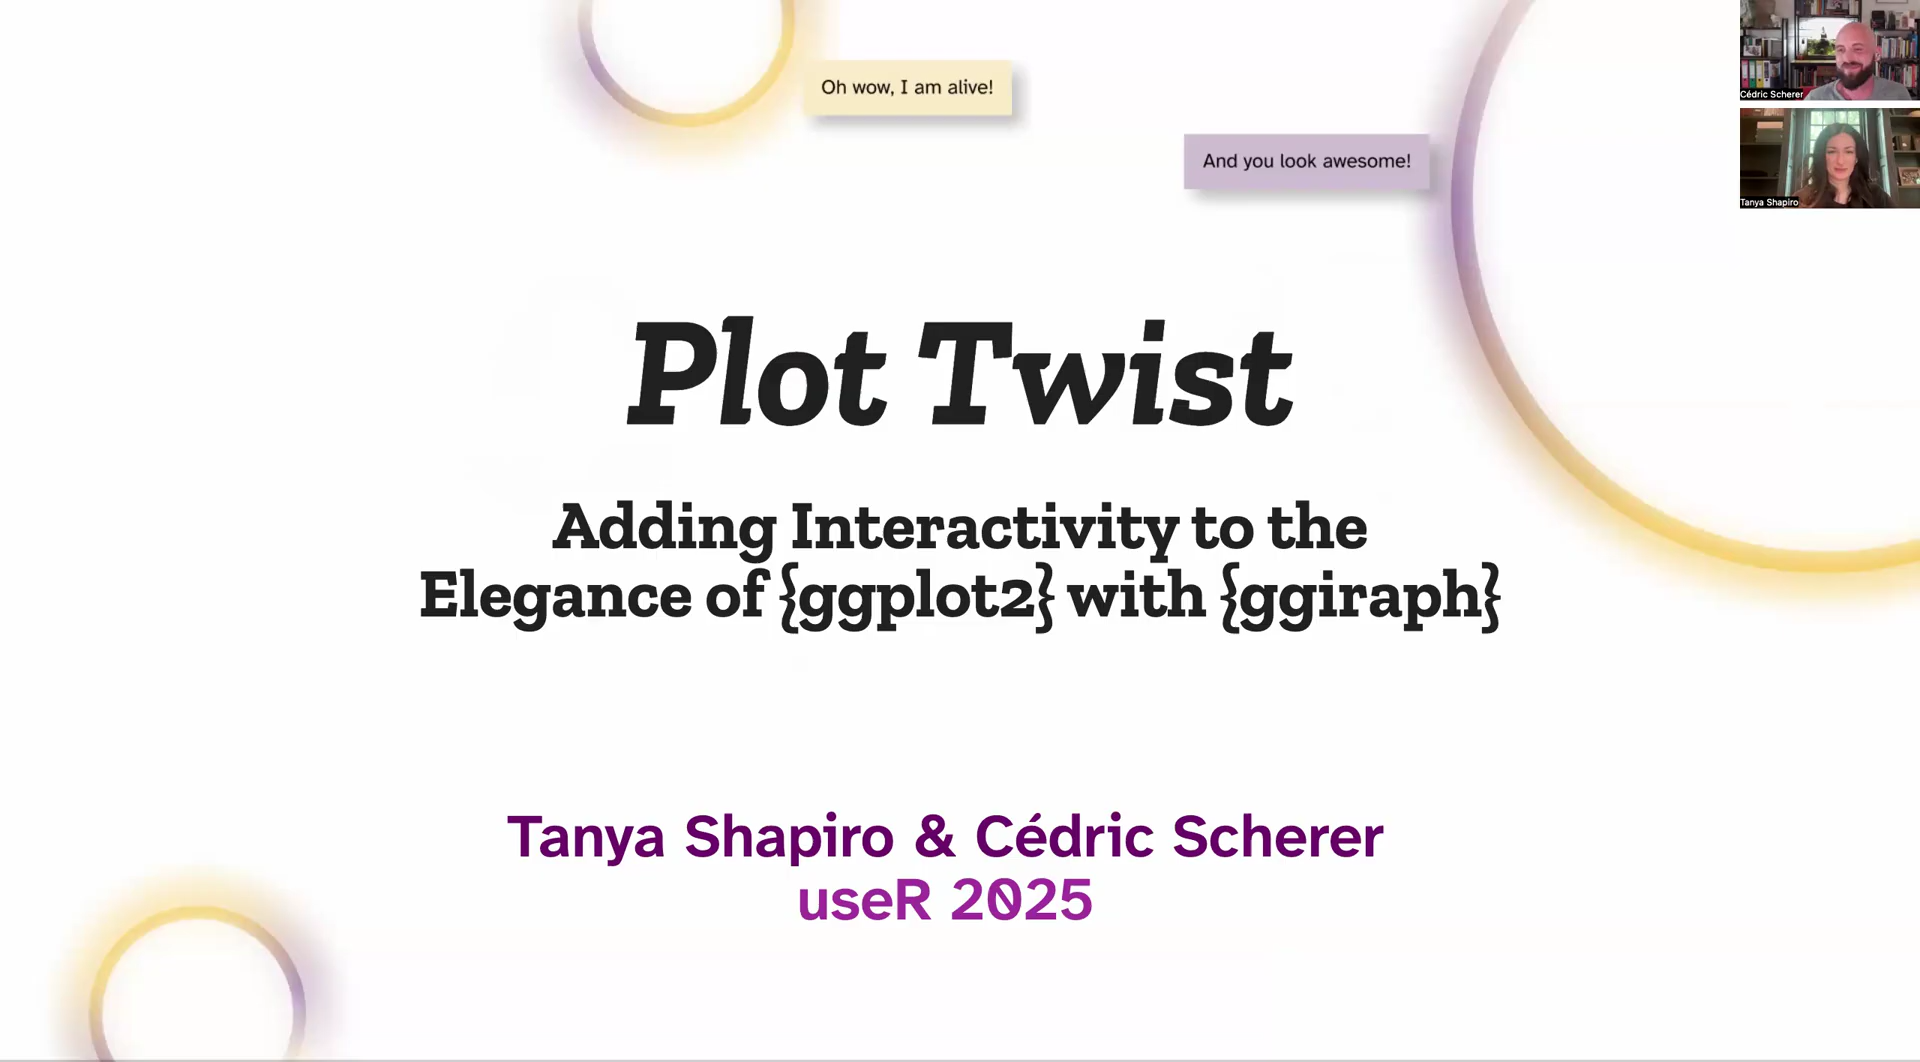 Oh wow, I am alive!
And you look awesome!
Cédric Scherer
Tanya Shapiro
Plot Twist
Adding Interactivity to the
Elegance of {ggplot2} with {ggiraph}
Tanya Shapiro & Cédric Scherer
useR 2025